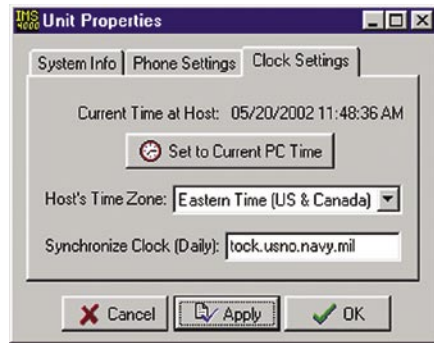 IMS 4000 Unit Properties
System Info Phone Settings Clock Settings
Current Time at Host: 05/20/2002 11:48:36 AM
Set to Current PC Time
Host's Time Zone: Eastern Time (US & Canada)
Synchronize Clock (Daily): tock.usno.navy.mil
Cancel Apply OK